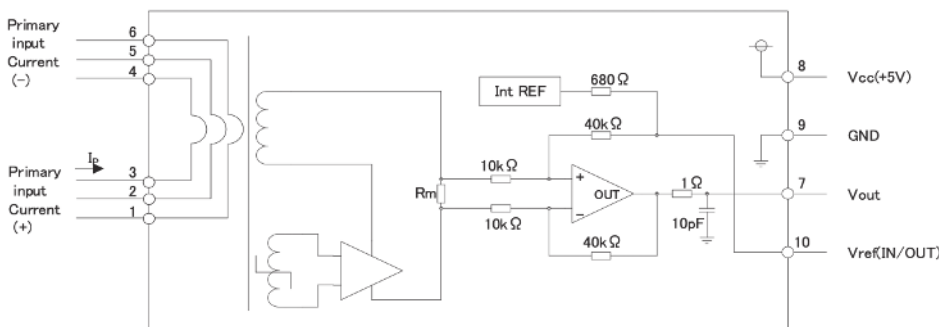 Primary
input
Current
(-)
6
5
4
Ip
Primary
input
Current
(+)
3
2
1
Int REF
680Ω
40kΩ
10kΩ
Rm
10kΩ
+
OUT
-
40kΩ
1Ω
10pF
8
Vcc(+5V)
9
GND
7
Vout
10
Vref(IN/OUT)